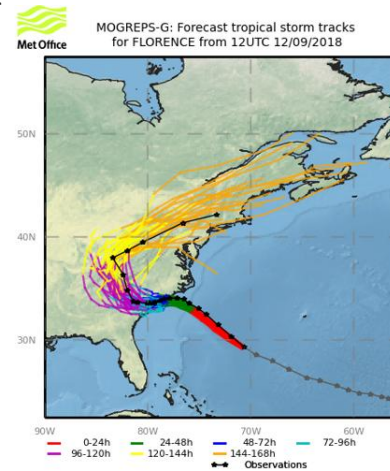 MOGREPS-G: Forecast tropical storm tracks
for FLORENCE from 12UTC 12/09/2018
Met Office
50N
40N
30N
90W 80W 70W 60W
0-24h 24-48h 48-72h 72-96h
96-120h 120-144h 144-168h
Observations